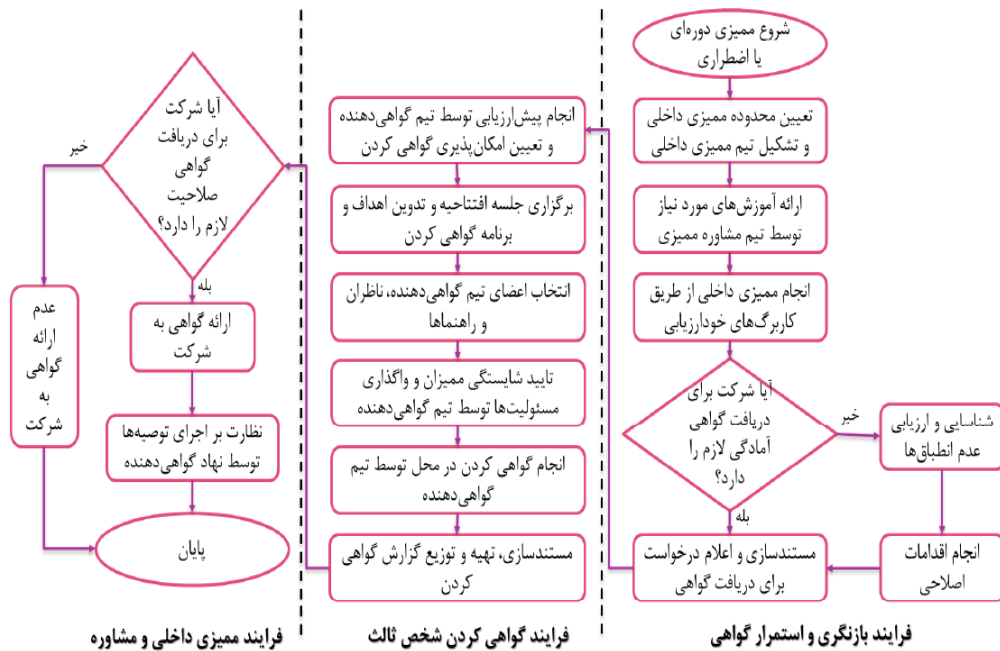 شروع ممیزی دوره‌ای
یا اضطراری
تعیین محدوده ممیزی داخلی
و تشکیل تیم ممیزی داخلی
ارائه آموزش‌های مورد نیاز
توسط تیم مشاوره ممیزی
انجام ممیزی داخلی از طریق
کاربرگ‌های خودارزیابی
آیا شرکت برای
دریافت گواهی
آمادگی لازم را
دارد؟
خیر
شناسایی و ارزیابی
عدم انطباق‌ها
انجام اقدامات
اصلاحی
بله
مستندسازی و اعلام درخواست
برای دریافت گواهی
فرایند بازنگری و استمرار گواهی
انجام پیش‌ارزیابی توسط تیم گواهی‌دهنده
و تعیین امکان‌پذیری گواهی کردن
برگزاری جلسه افتتاحیه و تدوین اهداف و
برنامه گواهی کردن
انتخاب اعضای تیم گواهی‌دهنده، ناظران
و راهنماها
تایید شایستگی ممیزان و واگذاری
مسئولیت‌ها توسط تیم گواهی‌دهنده
انجام گواهی کردن در محل توسط تیم
گواهی‌دهنده
مستندسازی، تهیه و توزیع گزارش گواهی
کردن
فرایند گواهی کردن شخص ثالث
آیا شرکت
برای دریافت
گواهی
صلاحیت
لازم را دارد؟
خیر
عدم
ارائه
گواهی
به
شرکت
بله
ارائه گواهی به
شرکت
نظارت بر اجرای توصیه‌ها
توسط نهاد گواهی‌دهنده
پایان
فرایند ممیزی داخلی و مشاوره